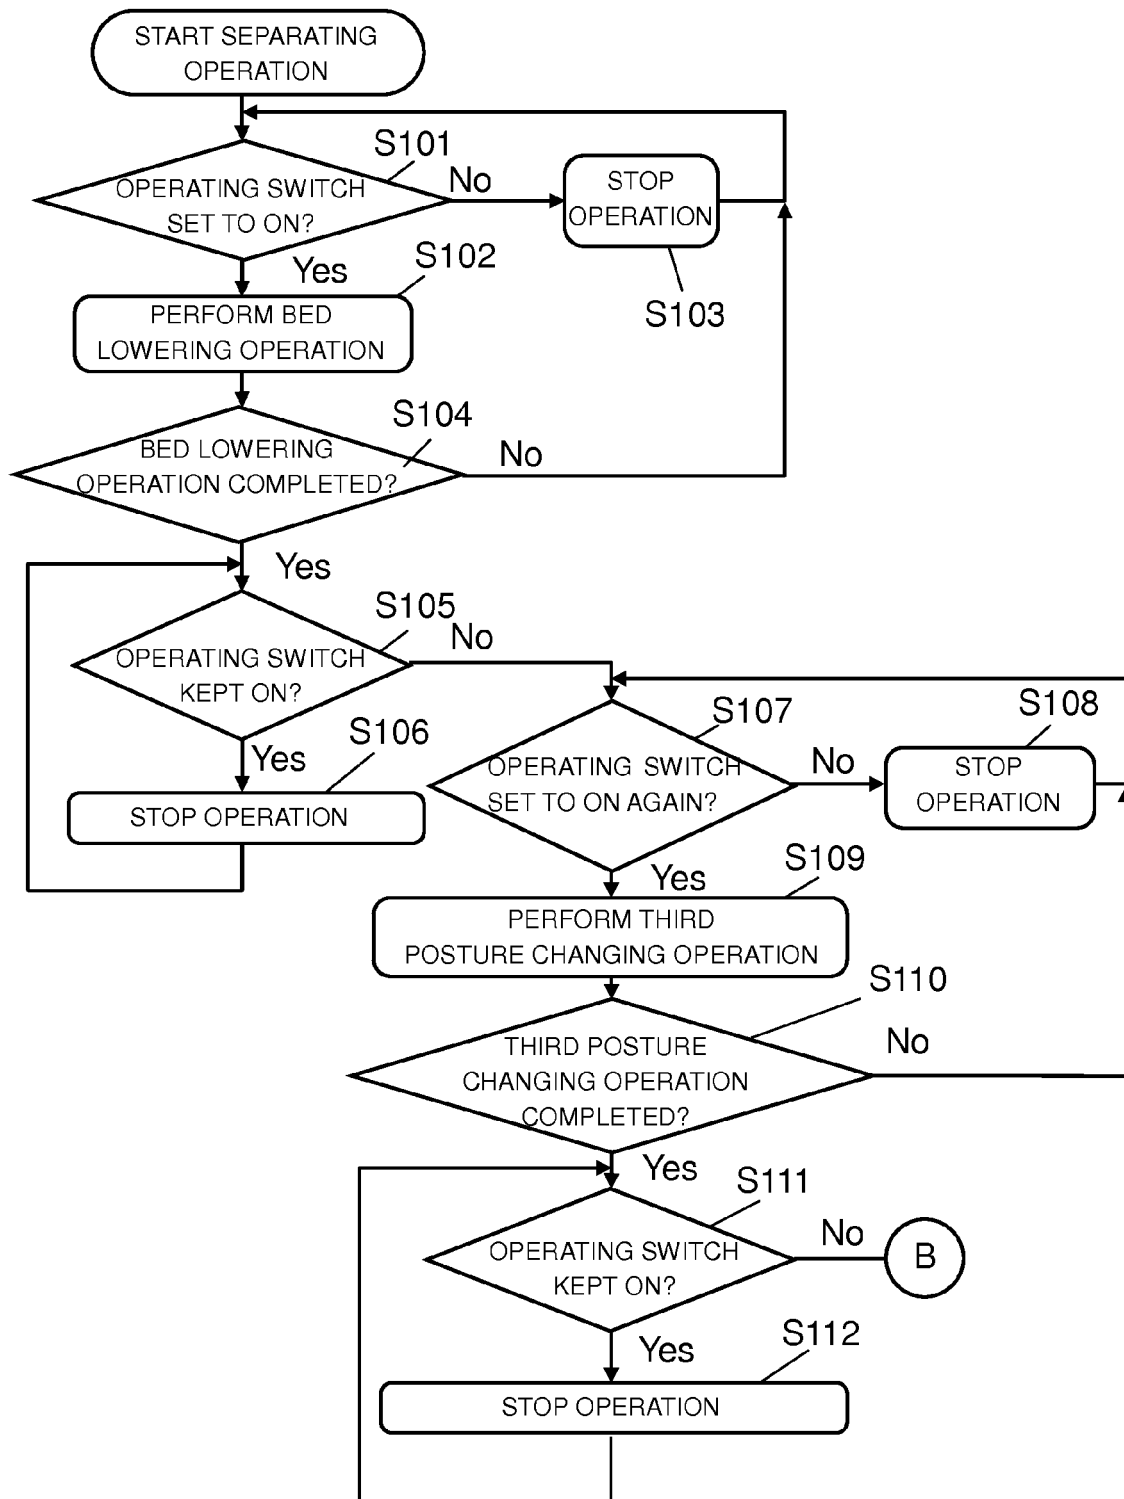 START SEPARATING
OPERATION
S101
OPERATING SWITCH
SET TO ON?
No
STOP
OPERATION
S103
Yes
S102
PERFORM BED
LOWERING OPERATION
S104
BED LOWERING
OPERATION COMPLETED?
No
Yes
S105
OPERATING SWITCH
KEPT ON?
No
Yes
S106
STOP OPERATION
S107
OPERATING SWITCH
SET TO ON AGAIN?
No
S108
STOP
OPERATION
Yes
S109
PERFORM THIRD
POSTURE CHANGING OPERATION
S110
THIRD POSTURE
CHANGING OPERATION
COMPLETED?
No
Yes
S111
OPERATING SWITCH
KEPT ON?
No
B
Yes
S112
STOP OPERATION